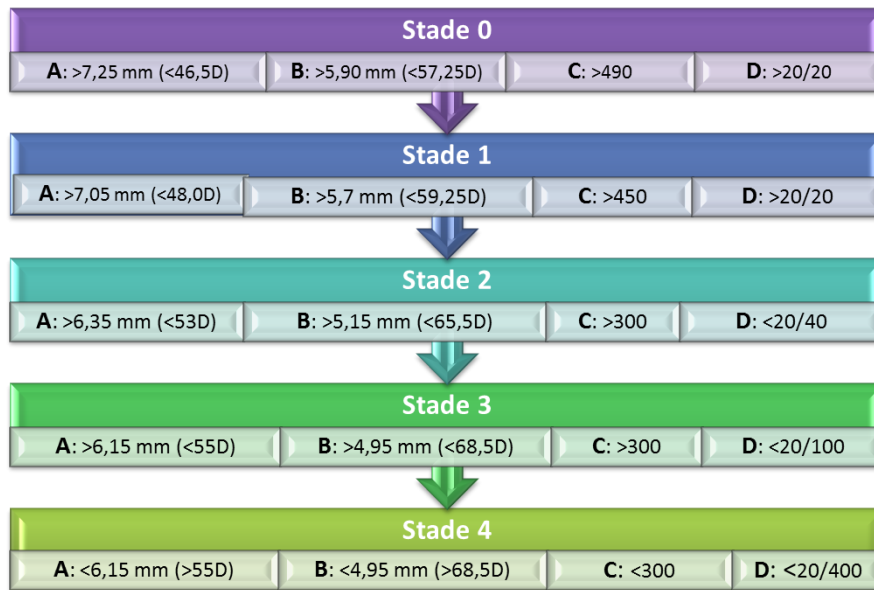 Stade 0
A: >7,25 mm (<46,5D) B: >5,90 mm (<57,25D) C: >490 D: >20/20
Stade 1
A: >7,05 mm (<48,0D) B: >5,7 mm (<59,25D) C: >450 D: >20/20
Stade 2
A: >6,35 mm (<53D) B: >5,15 mm (<65,5D) C: >300 D: <20/40
Stade 3
A: >6,15 mm (<55D) B: >4,95 mm (<68,5D) C: >300 D: <20/100
Stade 4
A: <6,15 mm (>55D) B: <4,95 mm (>68,5D) C: <300 D: <20/400